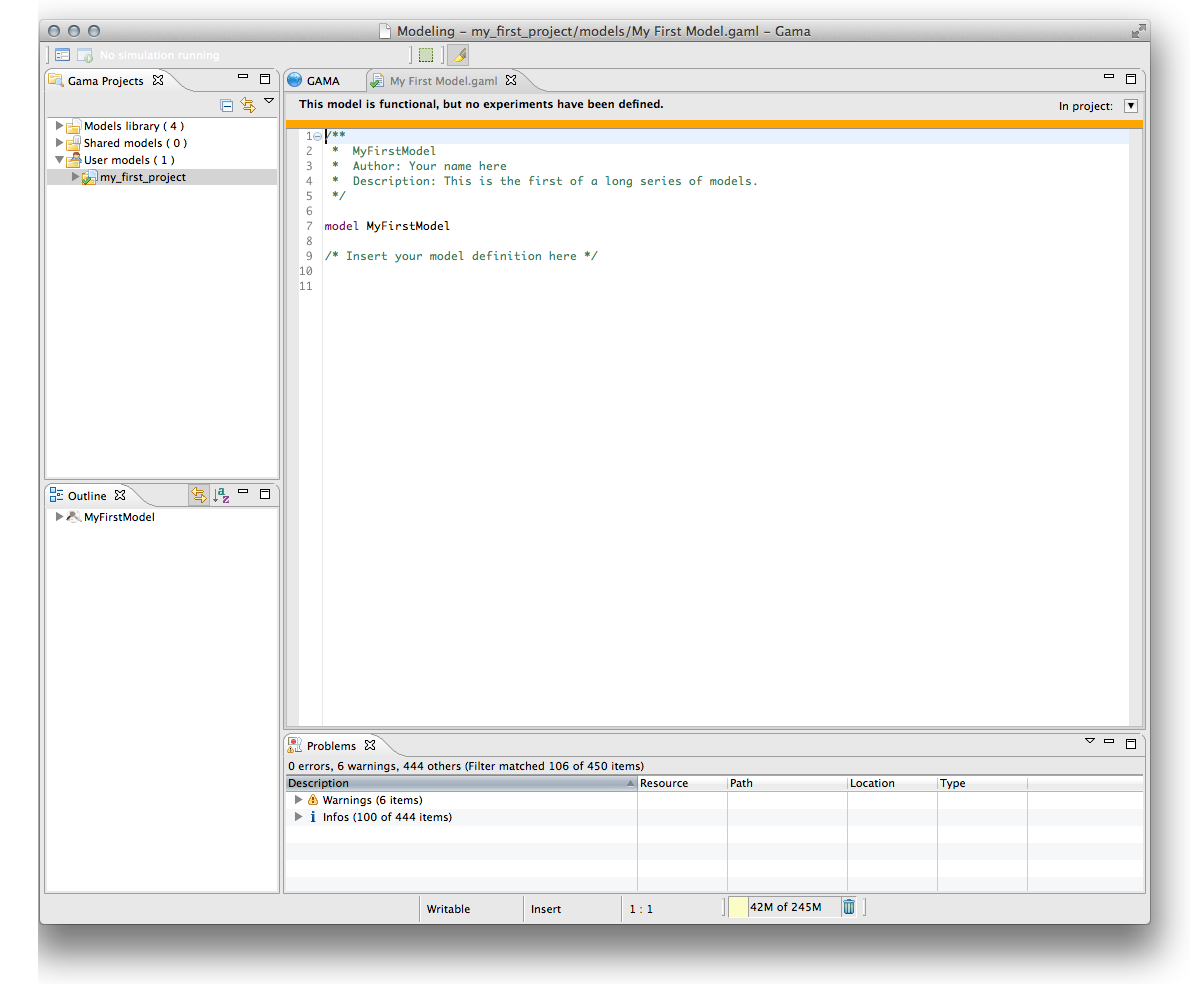 Modeling – my_first_project/models/My First Model.gaml – Gama
No simulation running
Gama Projects
Models library ( 4 )
Shared models ( 0 )
User models ( 1 )
my_first_project
Outline
MyFirstModel
GAMA
My First Model.gaml
This model is functional, but no experiments have been defined.
In project:
1 /**
2 * MyFirstModel
3 * Author: Your name here
4 * Description: This is the first of a long series of models.
5 */
6
7 model MyFirstModel
8
9 /* Insert your model definition here */
10
11
Problems
0 errors, 6 warnings, 444 others (Filter matched 106 of 450 items)
Description Resource Path Location Type
Warnings (6 items)
Infos (100 of 444 items)
Writable Insert 1 : 1 42M of 245M